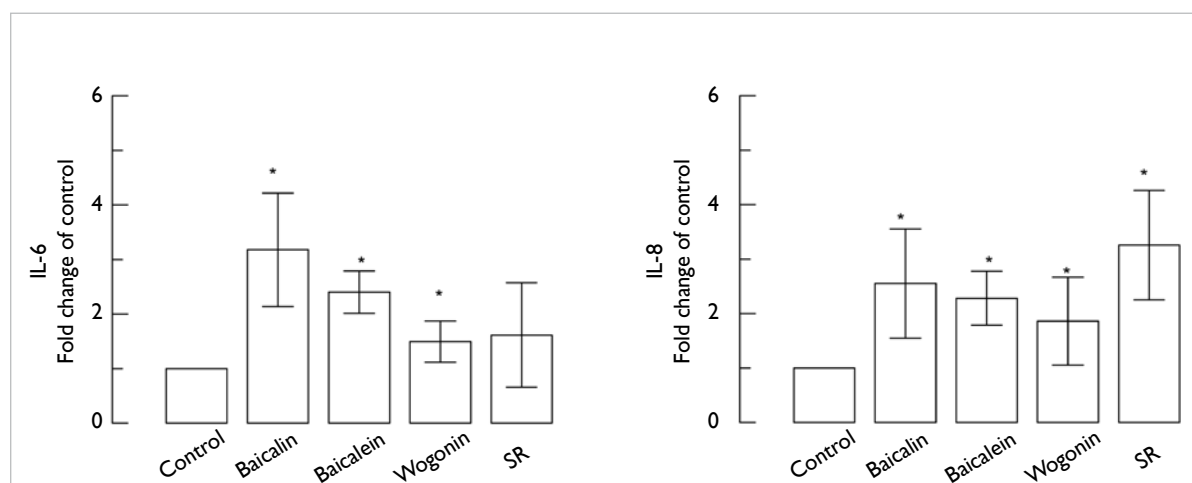 IL-6
Fold change of control
6
4
2
0
*
*
*
Control
Baicalin
Baicalein
Wogonin
SR
IL-8
Fold change of control
6
4
2
0
*
*
*
*
Control
Baicalin
Baicalein
Wogonin
SR